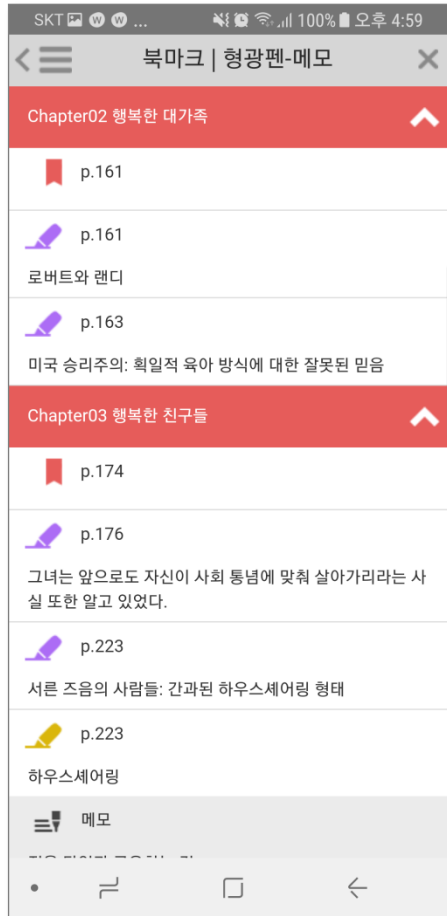 SKT ... 100% 오후 4:59
북마크 | 형광펜-메모
Chapter02 행복한 대가족
p.161
p.161
로버트와 랜디
p.163
미국 승리주의: 획일적 육아 방식에 대한 잘못된 믿음
Chapter03 행복한 친구들
p.174
p.176
그녀는 앞으로도 자신이 사회 통념에 맞춰 살아가리라는 사
실 또한 알고 있었다.
p.223
서른 즈음의 사람들: 간과된 하우스셰어링 형태
p.223
하우스셰어링
메모